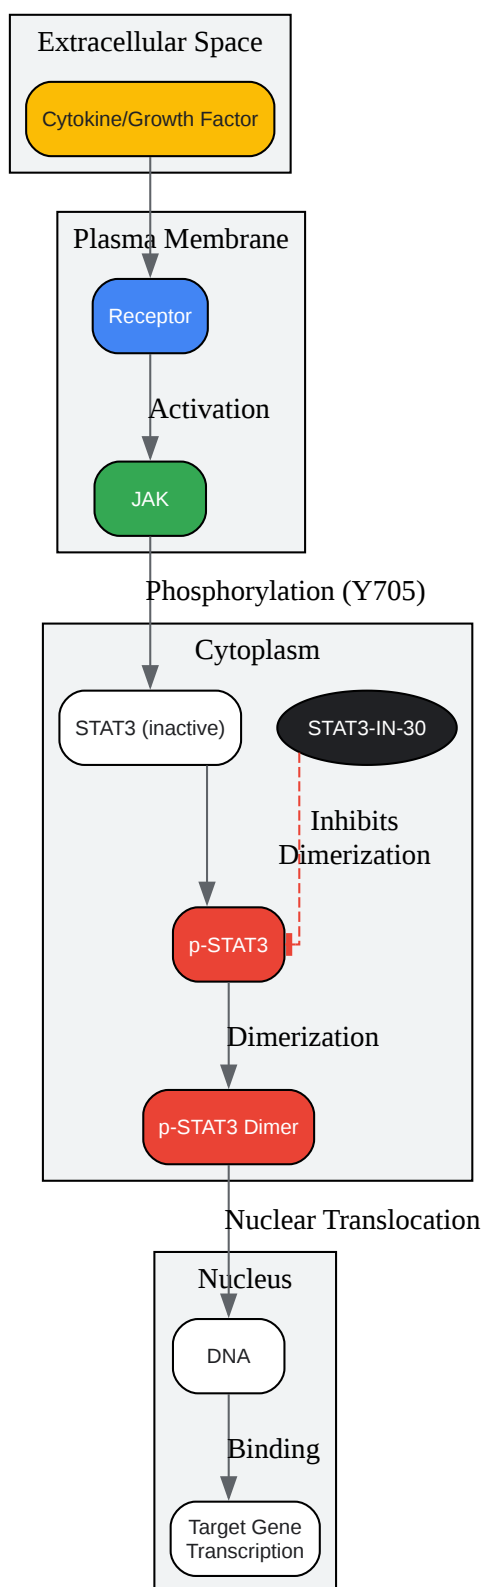 Extracellular Space
Cytokine/Growth Factor
Plasma Membrane
Receptor
Activation
JAK
Phosphorylation (Y705)
Cytoplasm
STAT3 (inactive)
STAT3-IN-30
Inhibits
Dimerization
p-STAT3
Dimerization
p-STAT3 Dimer
Nuclear Translocation
Nucleus
DNA
Binding
Target Gene
Transcription